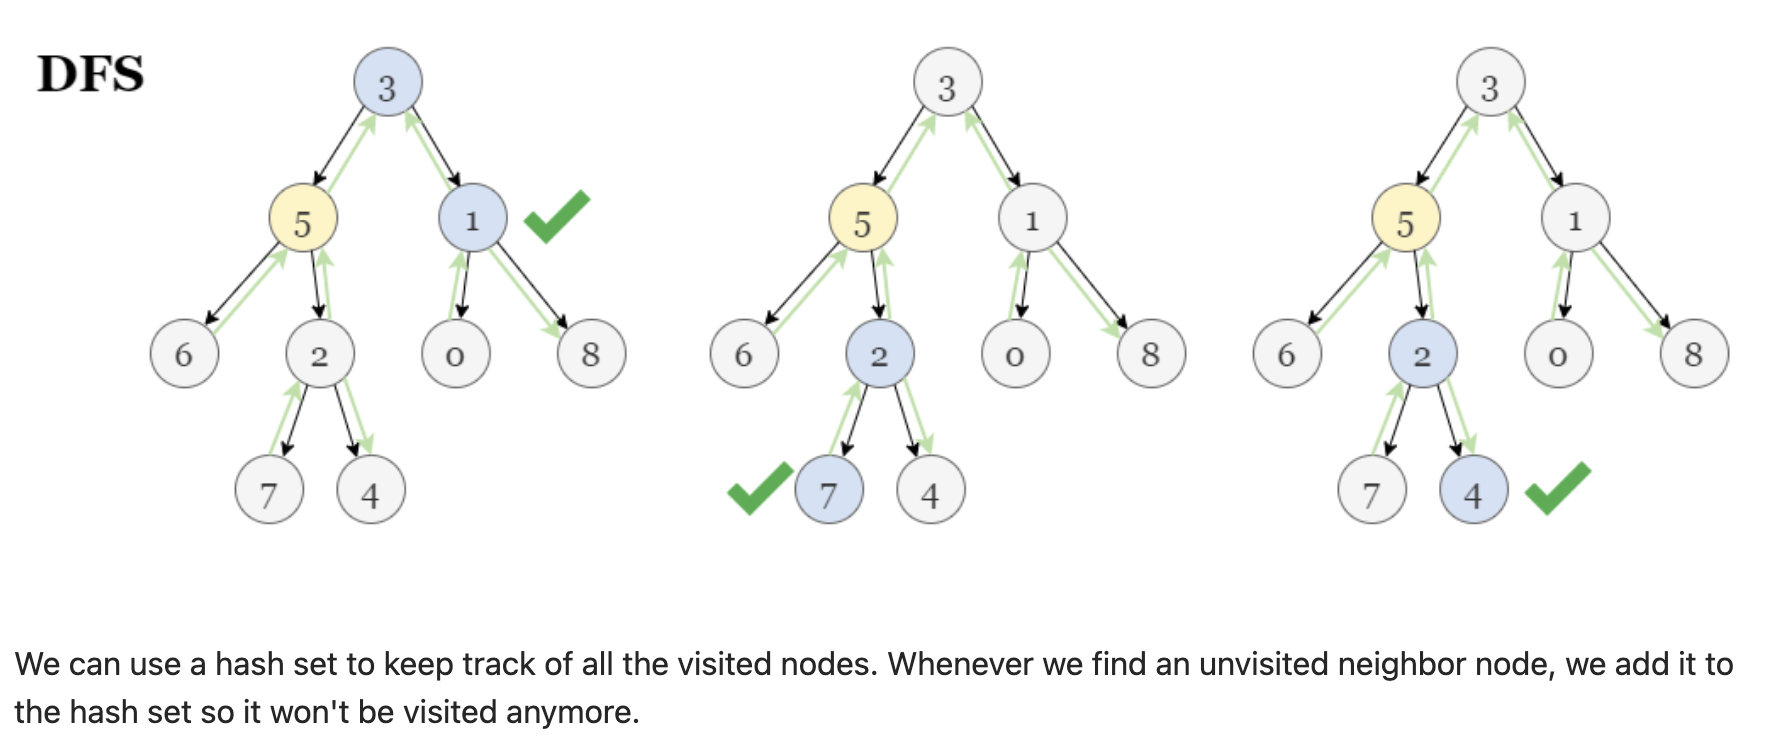 DFS
3 3 3
5 1 5 1 5 1
6 2 0 8 6 2 0 8 6 2 0 8
7 4 7 4 7 4
We can use a hash set to keep track of all the visited nodes. Whenever we find an unvisited neighbor node, we add it to
the hash set so it won't be visited anymore.